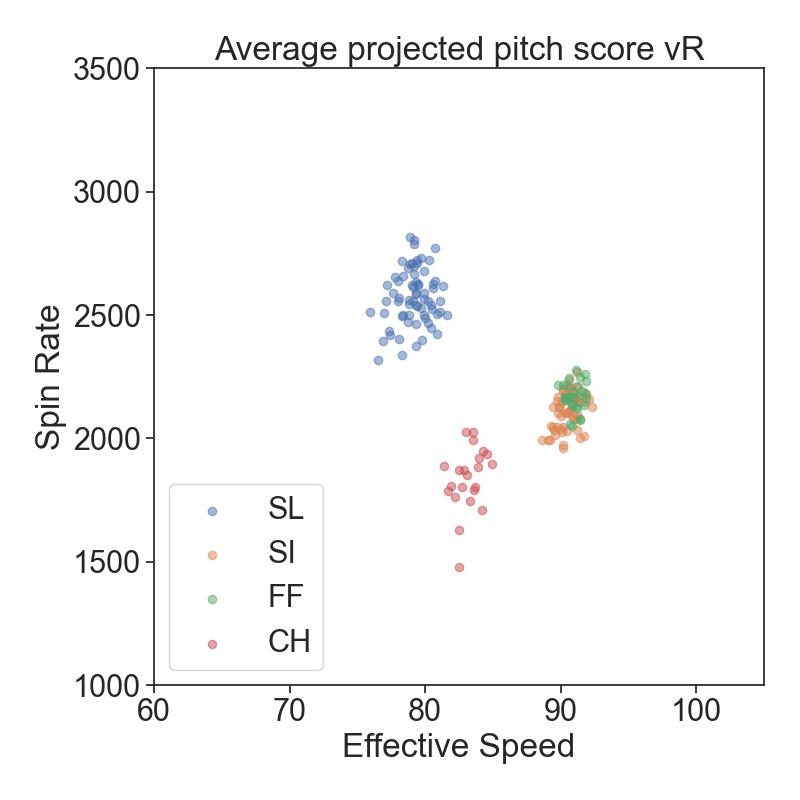 Average projected pitch score vR
3500
3000
2500
2000
1500
1000
Spin Rate
SL
SI
FF
CH
60 70 80 90 100
Effective Speed